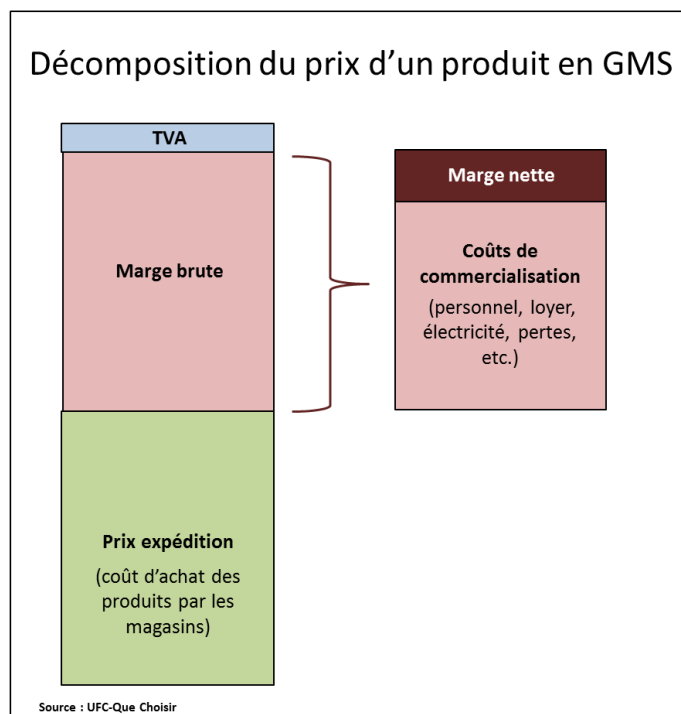 Décomposition du prix d’un produit en GMS
TVA
Marge brute
Prix expédition
(coût d’achat des
produits par les
magasins)
Marge nette
Coûts de
commercialisation
(personnel, loyer,
électricité, pertes,
etc.)
Source : UFC-Que Choisir